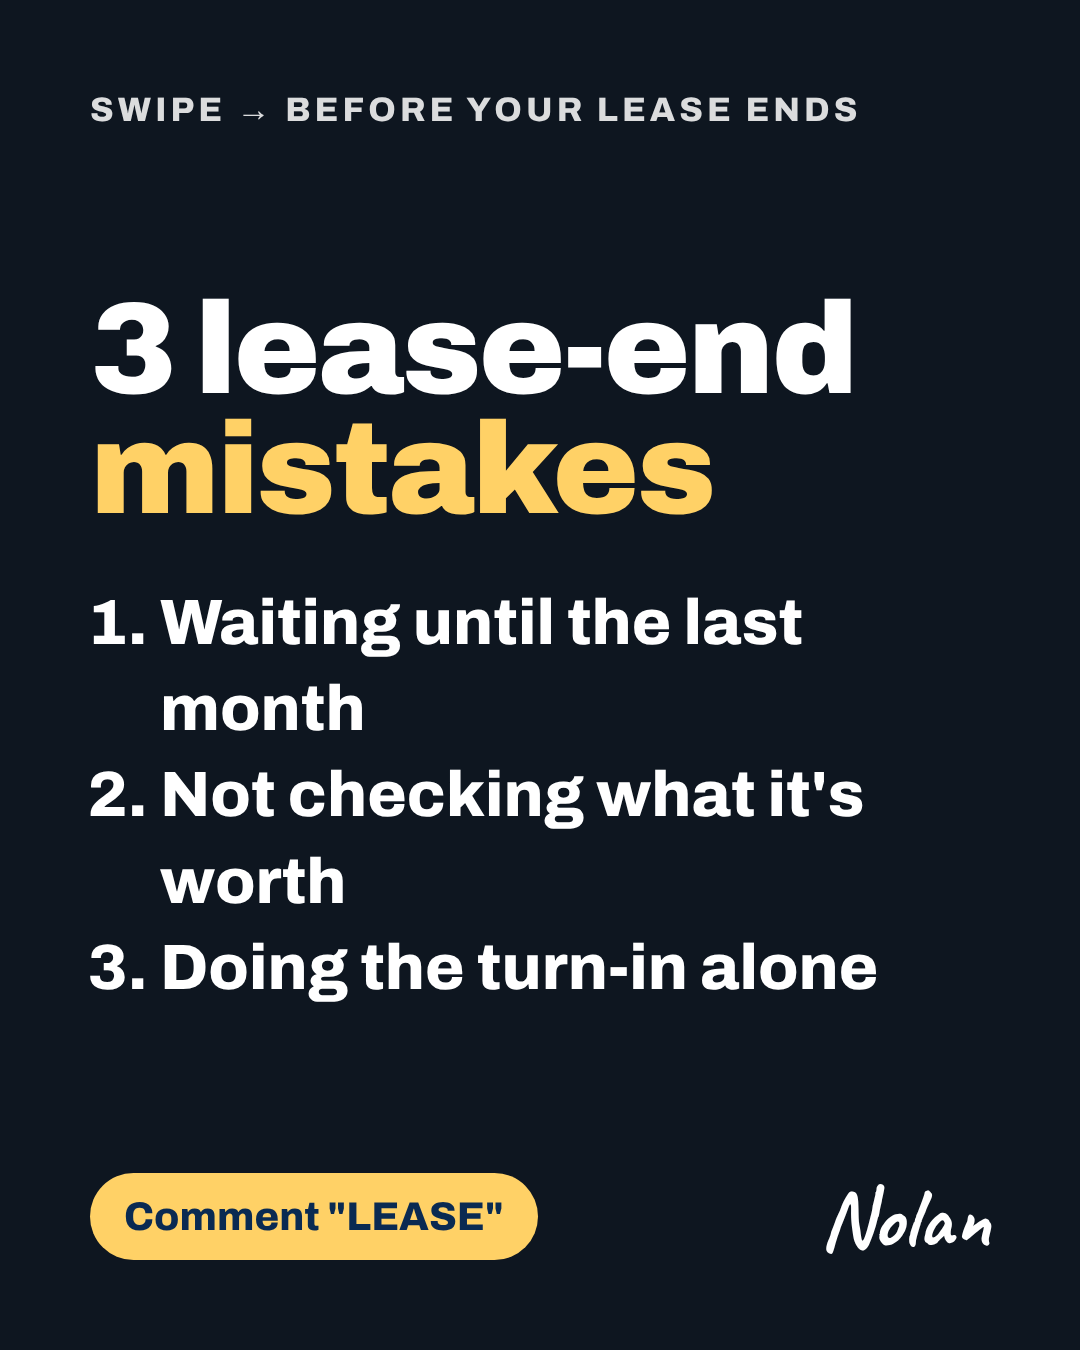 SWIPE → BEFORE YOUR LEASE ENDS
3 lease-end
mistakes
1. Waiting until the last
month
2. Not checking what it's
worth
3. Doing the turn-in alone
Comment "LEASE"
Nolan